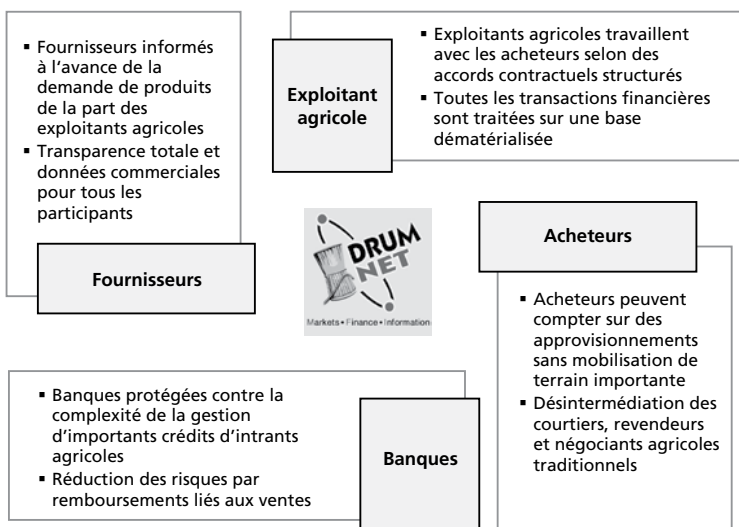 ▪ Fournisseurs informés
à l'avance de la
demande de produits
de la part des
exploitants agricoles
▪ Transparence totale et
données commerciales
pour tous les
participants
Fournisseurs
Exploitant
agricole
▪ Exploitants agricoles travaillent
avec les acheteurs selon des
accords contractuels structurés
▪ Toutes les transactions financières
sont traitées sur une base
dématérialisée
DRUM
NET
Markets • Finance • Information
Acheteurs
▪ Acheteurs peuvent
compter sur des
approvisionnements
sans mobilisation de
terrain importante
▪ Désintermédiation des
courtiers, revendeurs
et négociants agricoles
traditionnels
▪ Banques protégées contre la
complexité de la gestion
d'importants crédits d'intrants
agricoles
▪ Réduction des risques par
remboursements liés aux ventes
Banques